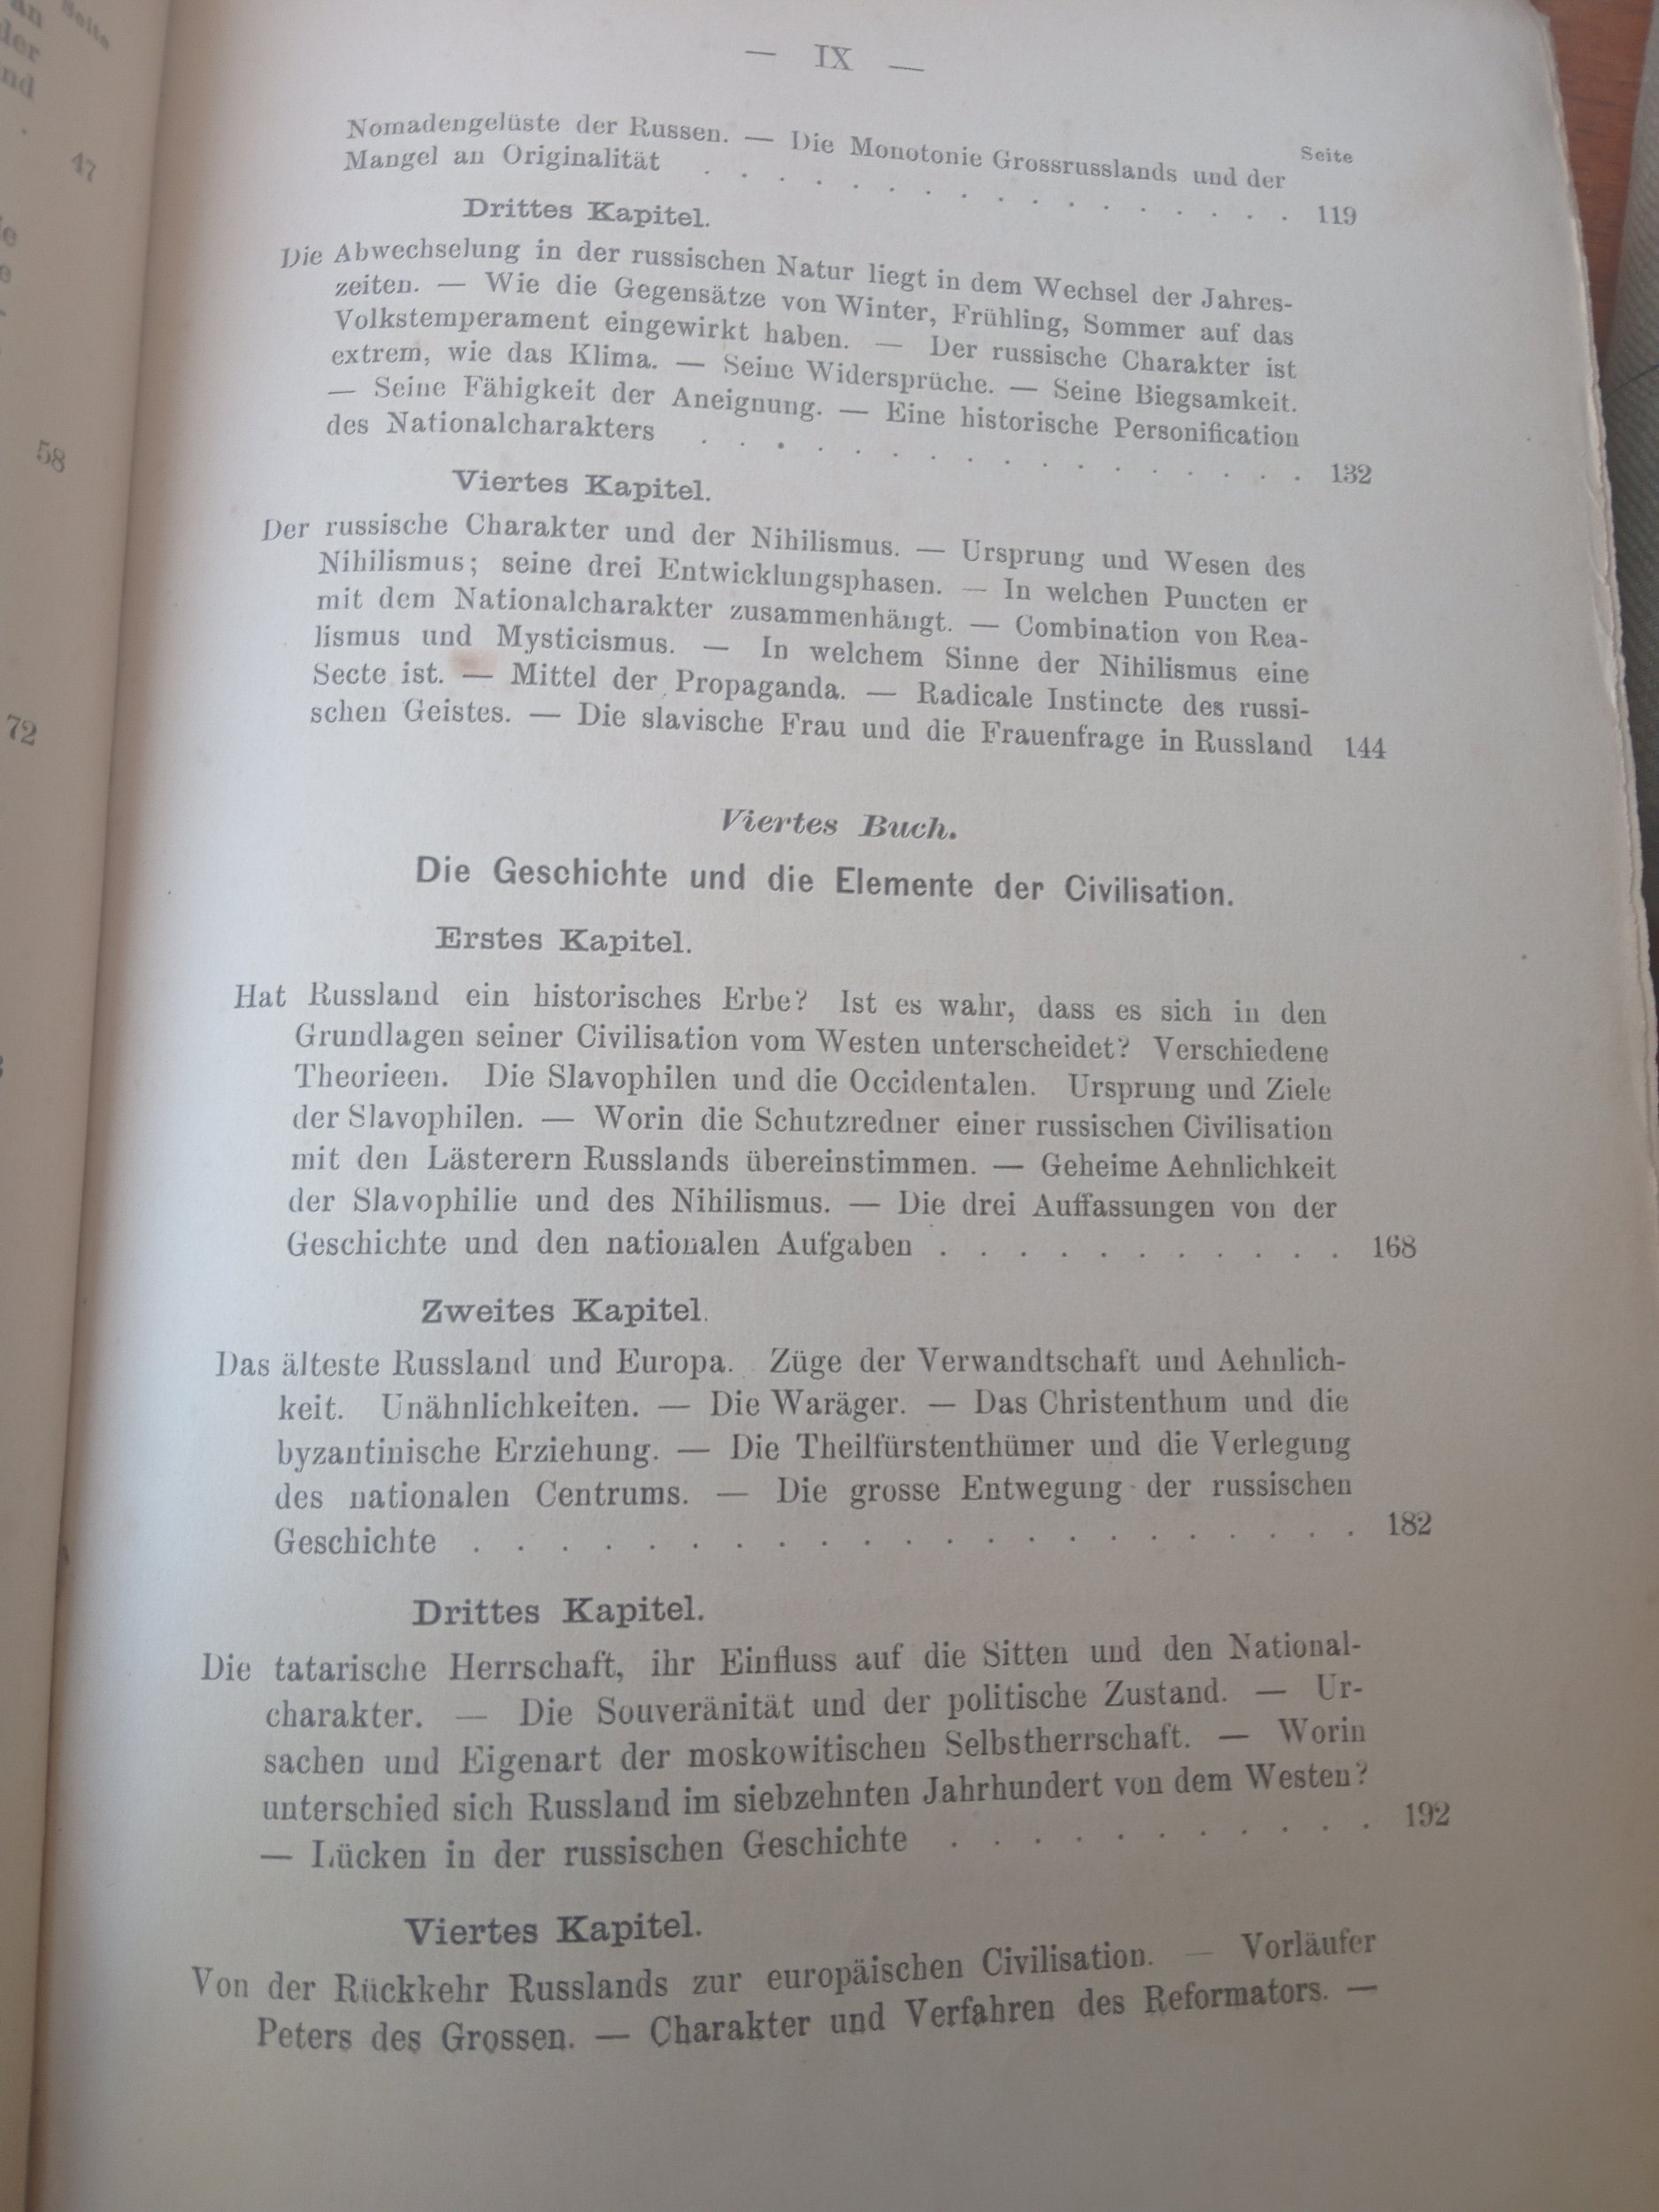 — IX —
Seite
Nomadengelüste der Russen. — Die Monotonie Grossrusslands und der
Mangel an Originalität . . . . . . . . . . . . . . . . 119
Drittes Kapitel.
Die Abwechselung in der russischen Natur liegt in dem Wechsel der Jahres-
zeiten. — Wie die Gegensätze von Winter, Frühling, Sommer auf das
Volkstemperament eingewirkt haben. — Der russische Charakter ist
extrem, wie das Klima. — Seine Widersprüche. — Seine Biegsamkeit.
— Seine Fähigkeit der Aneignung. — Eine historische Personification
des Nationalcharakters . . . . . . . . . . . . . . . . . 132
Viertes Kapitel.
Der russische Charakter und der Nihilismus. — Ursprung und Wesen des
Nihilismus; seine drei Entwicklungsphasen. — In welchen Puncten er
mit dem Nationalcharakter zusammenhängt. — Combination von Rea-
lismus und Mysticismus. — In welchem Sinne der Nihilismus eine
Secte ist. — Mittel der Propaganda. — Radicale Instincte des russi-
schen Geistes. — Die slavische Frau und die Frauenfrage in Russland 144
Viertes Buch.
Die Geschichte und die Elemente der Civilisation.
Erstes Kapitel.
Hat Russland ein historisches Erbe? Ist es wahr, dass es sich in den
Grundlagen seiner Civilisation vom Westen unterscheidet? Verschiedene
Theorieen. Die Slavophilen und die Occidentalen. Ursprung und Ziele
der Slavophilen. — Worin die Schutzredner einer russischen Civilisation
mit den Lästerern Russlands übereinstimmen. — Geheime Aehnlichkeit
der Slavophilie und des Nihilismus. — Die drei Auffassungen von der
Geschichte und den nationalen Aufgaben . . . . . . . . . . . 168
Zweites Kapitel.
Das älteste Russland und Europa. Züge der Verwandtschaft und Aehnlich-
keit. Unähnlichkeiten. — Die Waräger. — Das Christenthum und die
byzantinische Erziehung. — Die Theilfürstenthümer und die Verlegung
des nationalen Centrums. — Die grosse Entwegung der russischen
Geschichte . . . . . . . . . . . . . . . . . . . . . 182
Drittes Kapitel.
Die tatarische Herrschaft, ihr Einfluss auf die Sitten und den National-
charakter. — Die Souveränität und der politische Zustand. — Ur-
sachen und Eigenart der moskowitischen Selbstherrschaft. — Worin
unterschied sich Russland im siebzehnten Jahrhundert von dem Westen?
— Lücken in der russischen Geschichte . . . . . . . . . . . 192
Viertes Kapitel.
Von der Rückkehr Russlands zur europäischen Civilisation. — Vorläufer
Peters des Grossen. — Charakter und Verfahren des Reformators. —
Seite
17
58
72